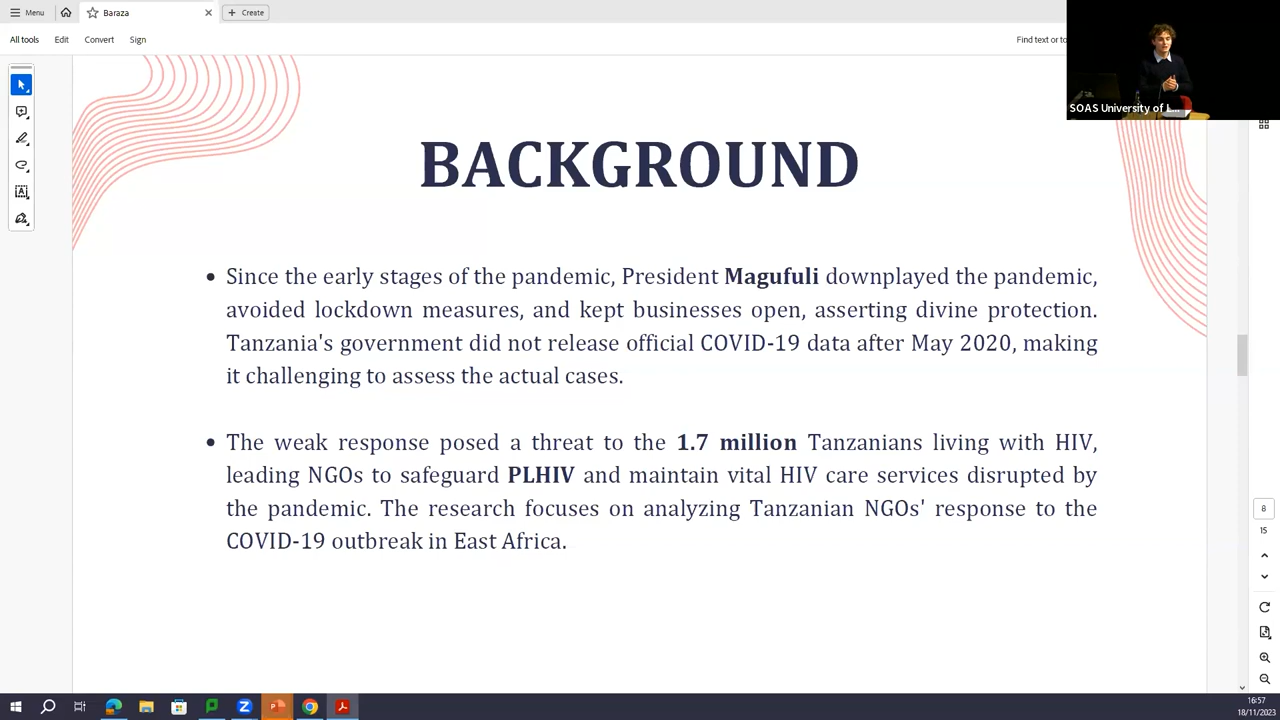 Menu
Baraza
Create
All tools
Edit
Convert
Sign
Find text or to
SOAS University of L...
BACKGROUND
• Since the early stages of the pandemic, President Magufuli downplayed the pandemic,
avoided lockdown measures, and kept businesses open, asserting divine protection.
Tanzania's government did not release official COVID-19 data after May 2020, making
it challenging to assess the actual cases.
• The weak response posed a threat to the 1.7 million Tanzanians living with HIV,
leading NGOs to safeguard PLHIV and maintain vital HIV care services disrupted by
the pandemic. The research focuses on analyzing Tanzanian NGOs' response to the
COVID-19 outbreak in East Africa.
8
15
16:57
18/11/2023